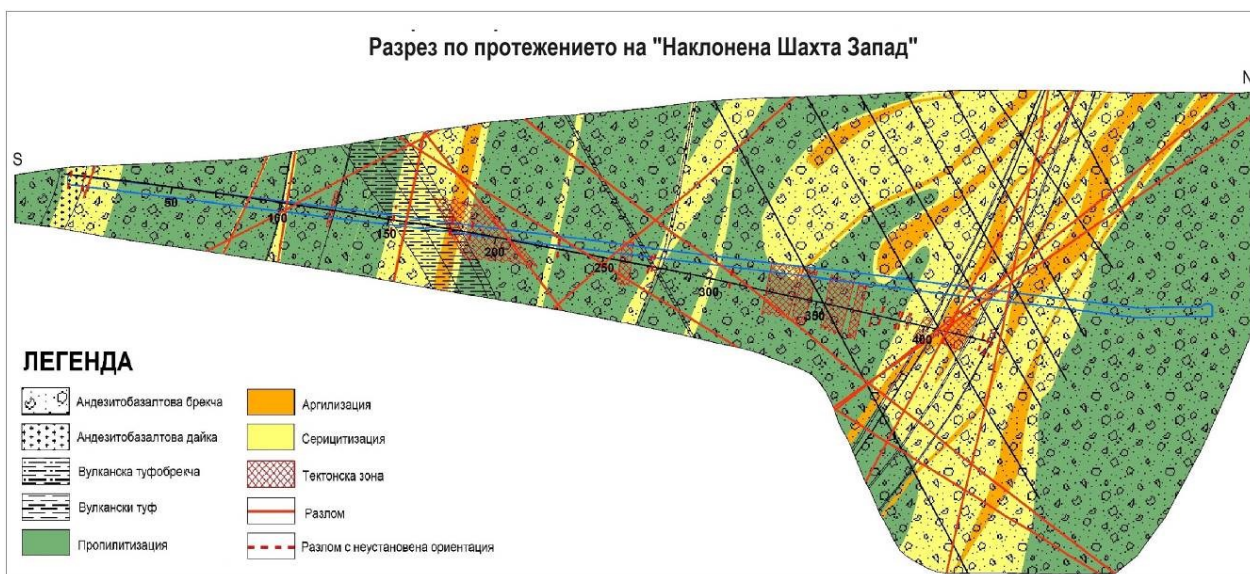 Разрез по протежението на "Наклонена Шахта Запад"
N
S
50
100
150
200
250
300
350
400
ЛЕГЕНДА
Андезитобазалтова брекча
Аргилизация
Андезитобазалтова дайка
Серицитизация
Вулканска туфобрекча
Тектонска зона
Вулкански туф
Разлом
Пропилитизация
Разлом с неустановена ориентация